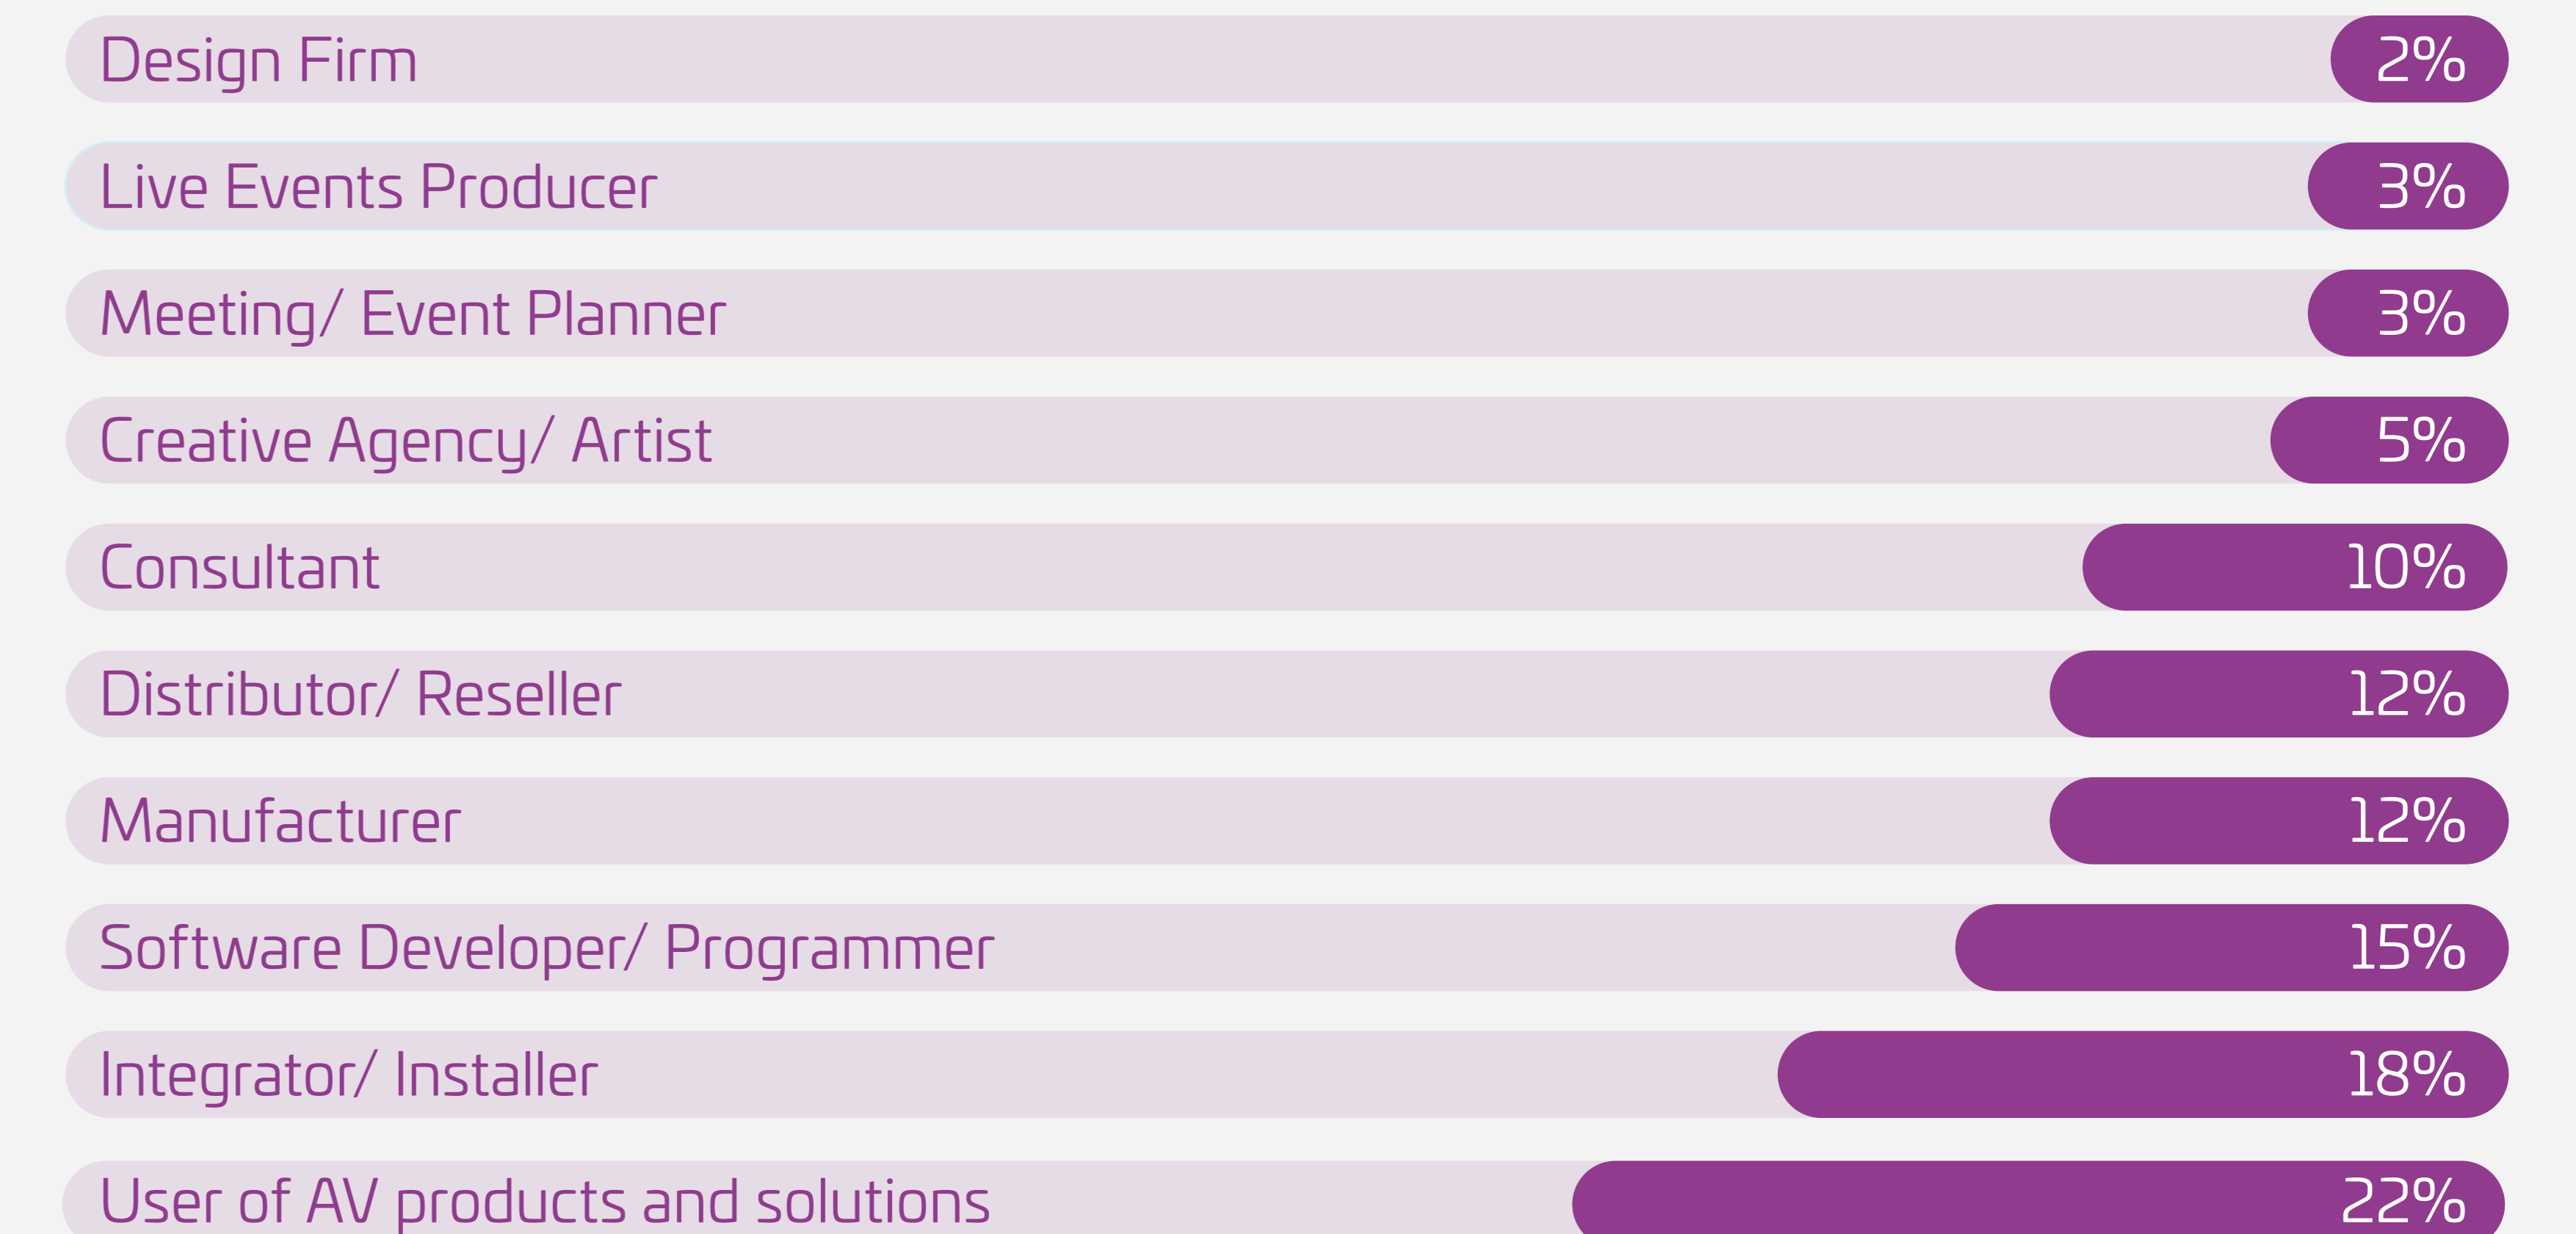 Design Firm 2%
Live Events Producer 3%
Meeting/ Event Planner 3%
Creative Agency/ Artist 5%
Consultant 10%
Distributor/ Reseller 12%
Manufacturer 12%
Software Developer/ Programmer 15%
Integrator/ Installer 18%
User of AV products and solutions 22%